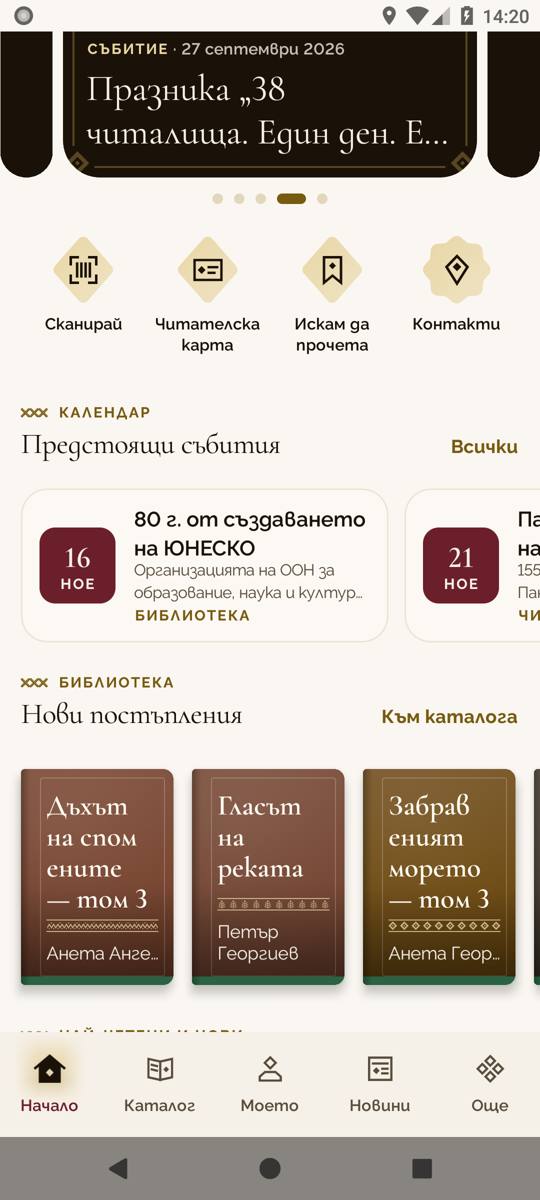 14:20
СЪБИТИЕ · 27 септември 2026
Празника „38
читалища. Един ден. Е…
Сканирай
Читателска
карта
Искам да
прочета
Контакти
КАЛЕНДАР
Предстоящи събития
Всички
16
НОЕ
80 г. от създаването
на ЮНЕСКО
Организацията на ООН за
образование, наука и култур…
БИБЛИОТЕКА
21
НОЕ
БИБЛИОТЕКА
Нови постъпления
Към каталога
Дъхът
на спом
ените
— том 3
Анета Анге…
Гласът
на
реката
Петър
Георгиев
Забрав
еният
морето
— том 3
Анета Геор…
Начало
Каталог
Моето
Новини
Още